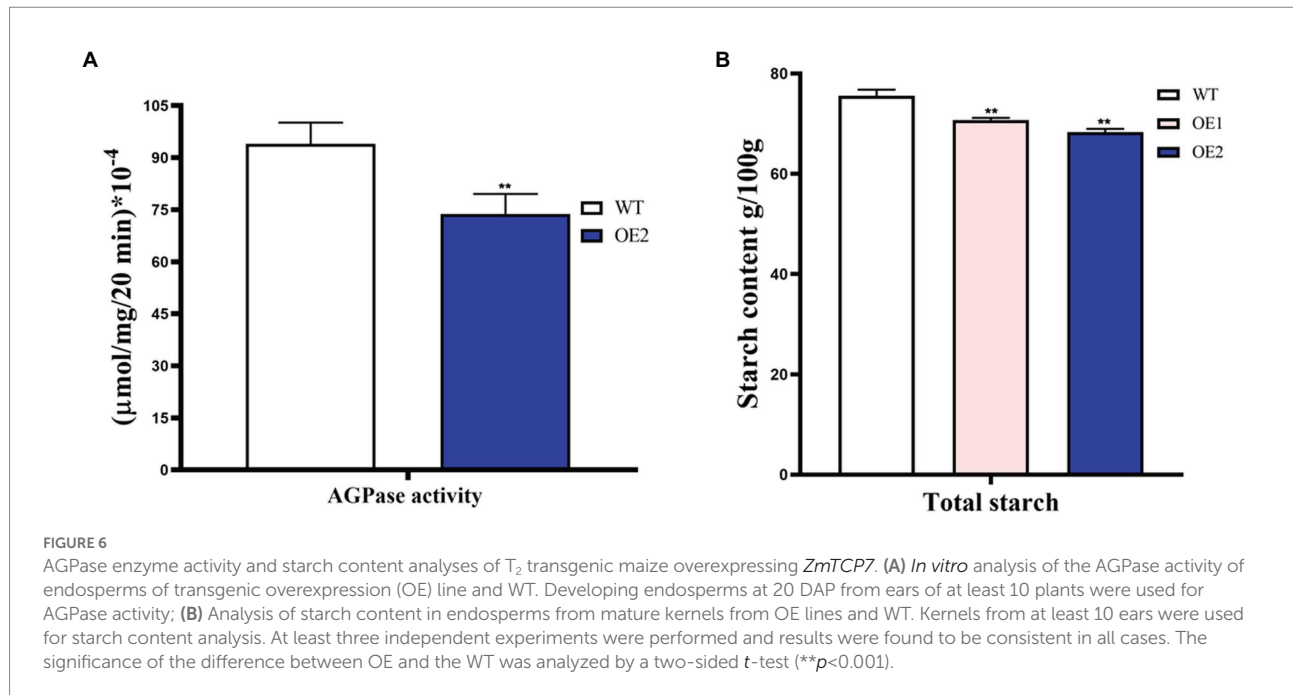 A
(μmol/mg/20 min)*10⁻⁴
105
90
75
60
45
30
15
0
**
WT
OE2
AGPase activity
B
Starch content g/100g
80
60
40
20
0
**
**
WT
OE1
OE2
Total starch
FIGURE 6
AGPase enzyme activity and starch content analyses of T₂ transgenic maize overexpressing ZmTCP7. (A) In vitro analysis of the AGPase activity of
endosperms of transgenic overexpression (OE) line and WT. Developing endosperms at 20 DAP from ears of at least 10 plants were used for
AGPase activity; (B) Analysis of starch content in endosperms from mature kernels from OE lines and WT. Kernels from at least 10 ears were used
for starch content analysis. At least three independent experiments were performed and results were found to be consistent in all cases. The
significance of the difference between OE and the WT was analyzed by a two-sided t-test (**p<0.001).